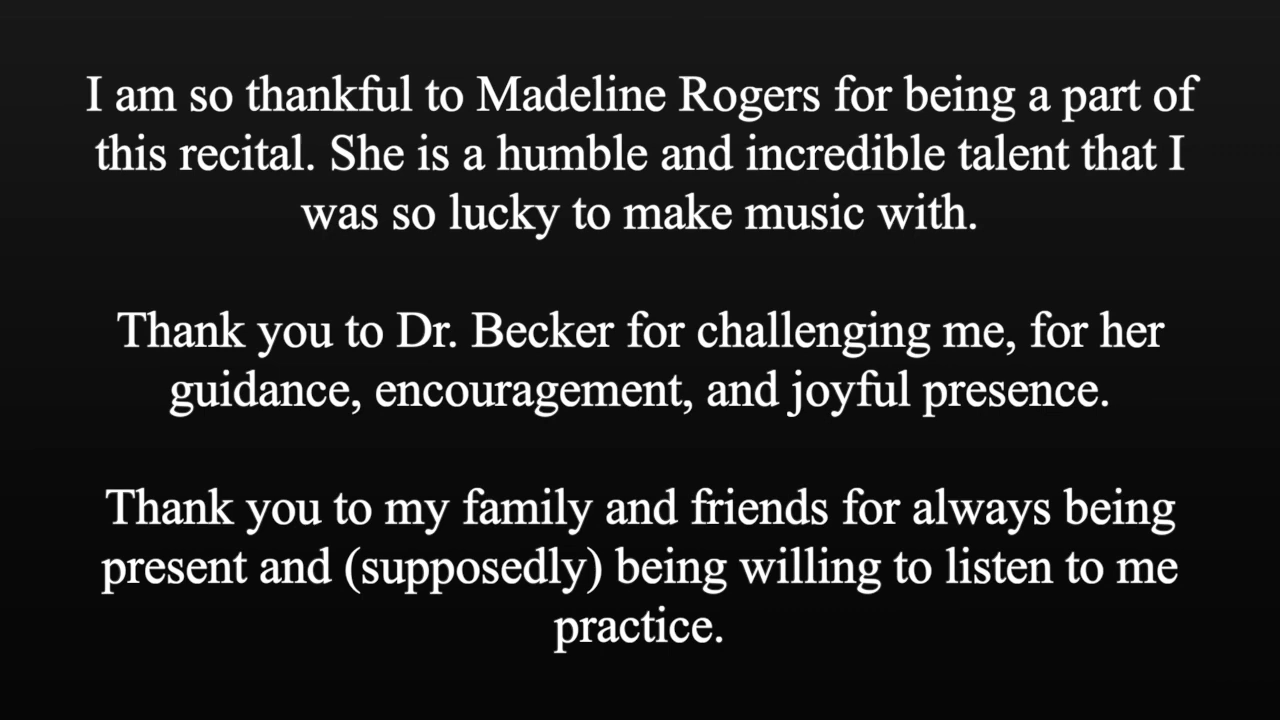 I am so thankful to Madeline Rogers for being a part of
this recital. She is a humble and incredible talent that I
was so lucky to make music with.
Thank you to Dr. Becker for challenging me, for her
guidance, encouragement, and joyful presence.
Thank you to my family and friends for always being
present and (supposedly) being willing to listen to me
practice.